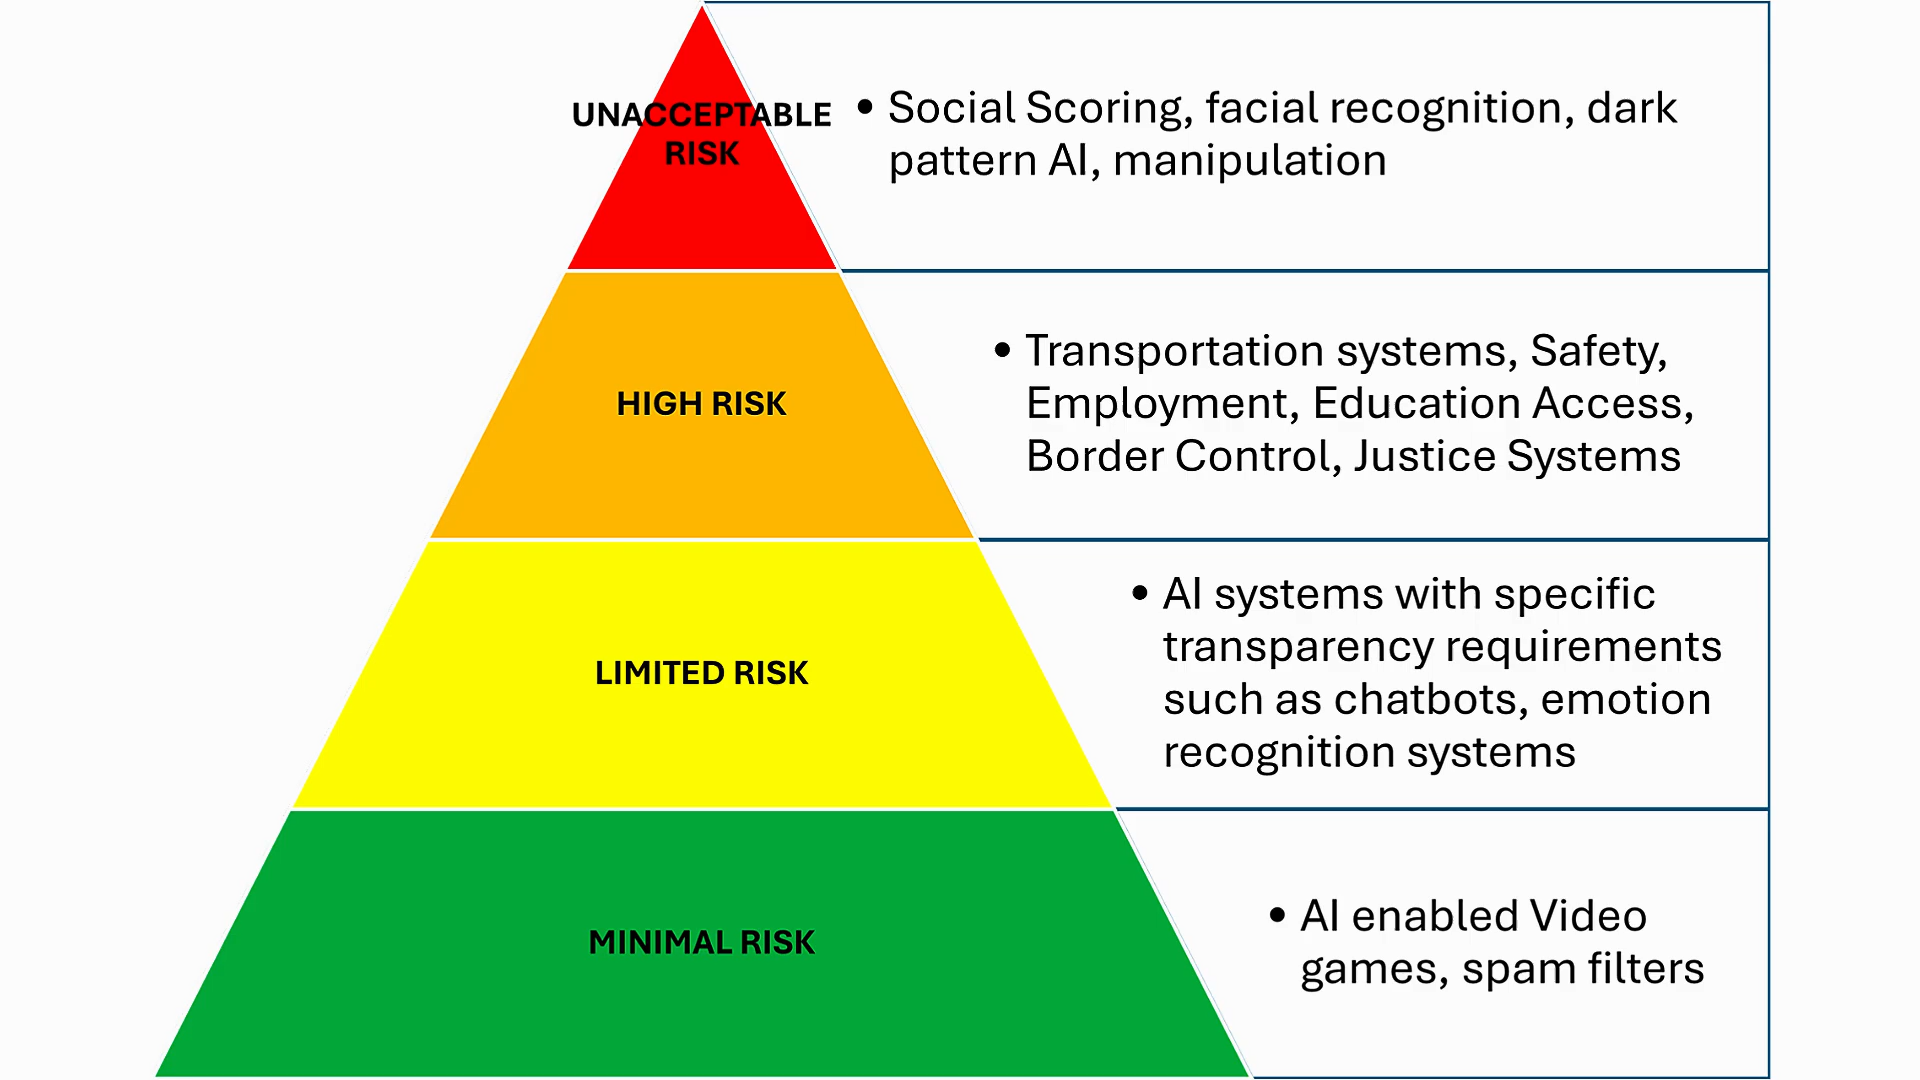 UNACCEPTABLE
RISK
• Social Scoring, facial recognition, dark
pattern AI, manipulation
HIGH RISK
• Transportation systems, Safety,
Employment, Education Access,
Border Control, Justice Systems
LIMITED RISK
• AI systems with specific
transparency requirements
such as chatbots, emotion
recognition systems
MINIMAL RISK
• AI enabled Video
games, spam filters